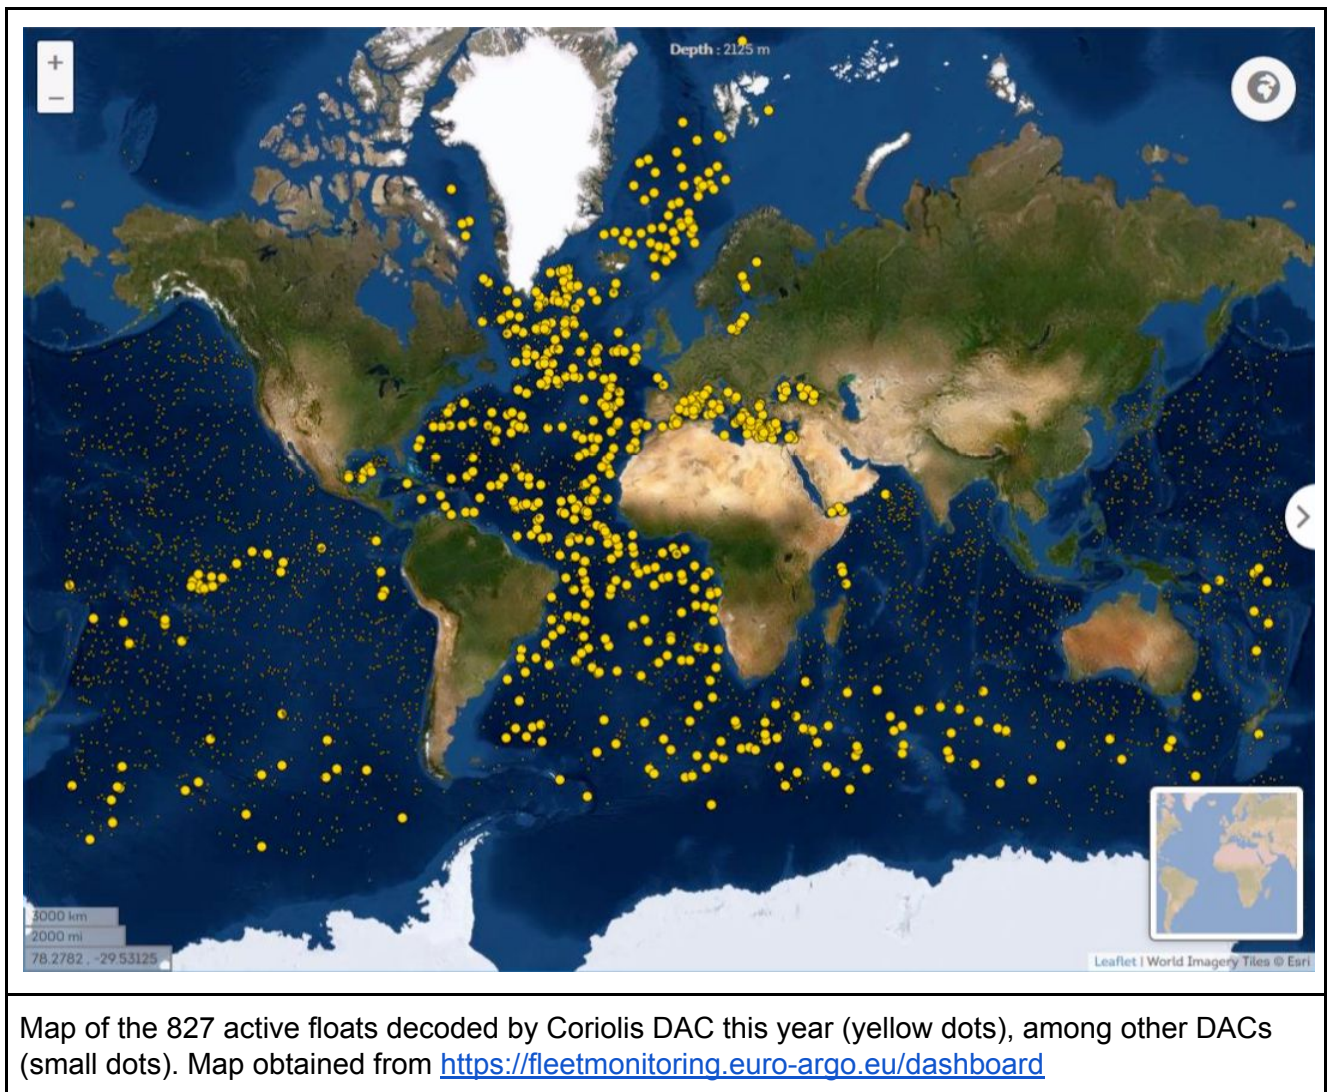 +
Depth : 2125 m
−
3000 km
2000 mi
78.2782 , -29.53125
Leaflet | World Imagery Tiles © Esri
Map of the 827 active floats decoded by Coriolis DAC this year (yellow dots), among other DACs
(small dots). Map obtained from https://fleetmonitoring.euro-argo.eu/dashboard